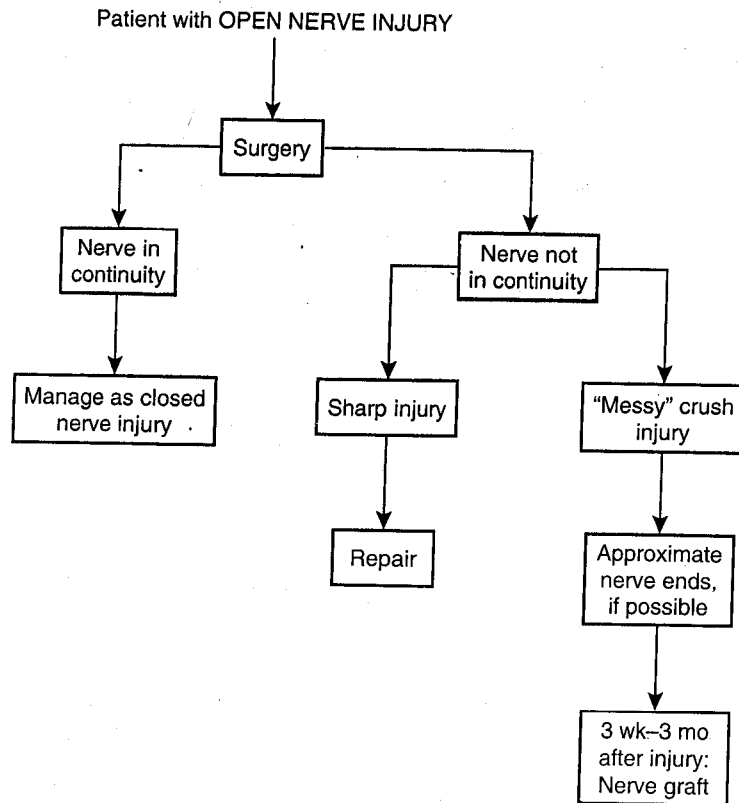 Patient with OPEN NERVE INJURY
Surgery
Nerve in
continuity
Nerve not
in continuity
Manage as closed
nerve injury
Sharp injury
“Messy” crush
injury
Repair
Approximate
nerve ends,
if possible
3 wk–3 mo
after injury:
Nerve graft